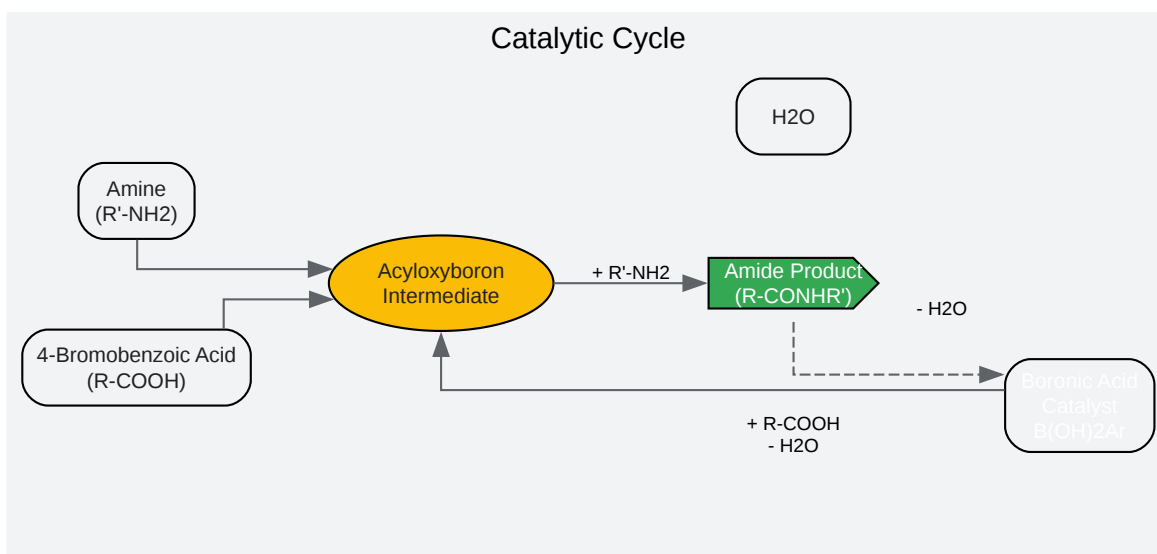 Catalytic Cycle
H2O
Amine
(R'-NH2)
Acyloxyboron
Intermediate
+ R'-NH2
Amide Product
(R-CONHR')
- H2O
4-Bromobenzoic Acid
(R-COOH)
Boronic Acid
Catalyst
B(OH)2Ar
+ R-COOH
- H2O